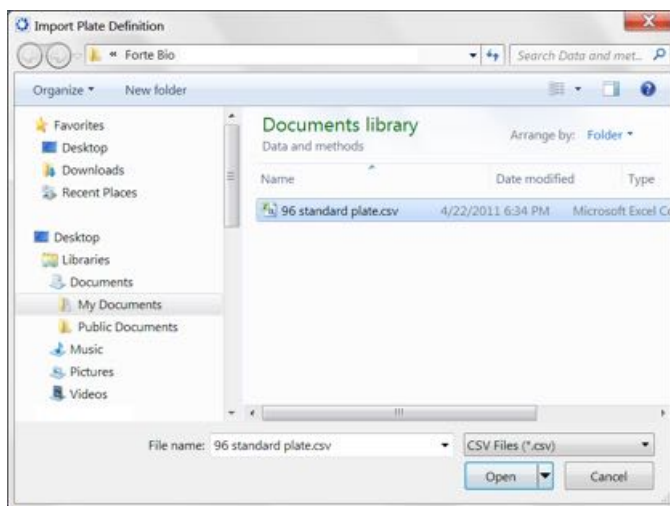 Import Plate Definition
« Forte Bio
Search Data and met...
Organize
New folder
Favorites
Desktop
Downloads
Recent Places
Desktop
Libraries
Documents
My Documents
Public Documents
Music
Pictures
Videos
Documents library
Data and methods
Arrange by: Folder
Name
Date modified
Type
96 standard plate.csv
4/22/2011 6:34 PM
Microsoft Excel C
File name: 96 standard plate.csv
CSV Files (*.csv)
Open
Cancel